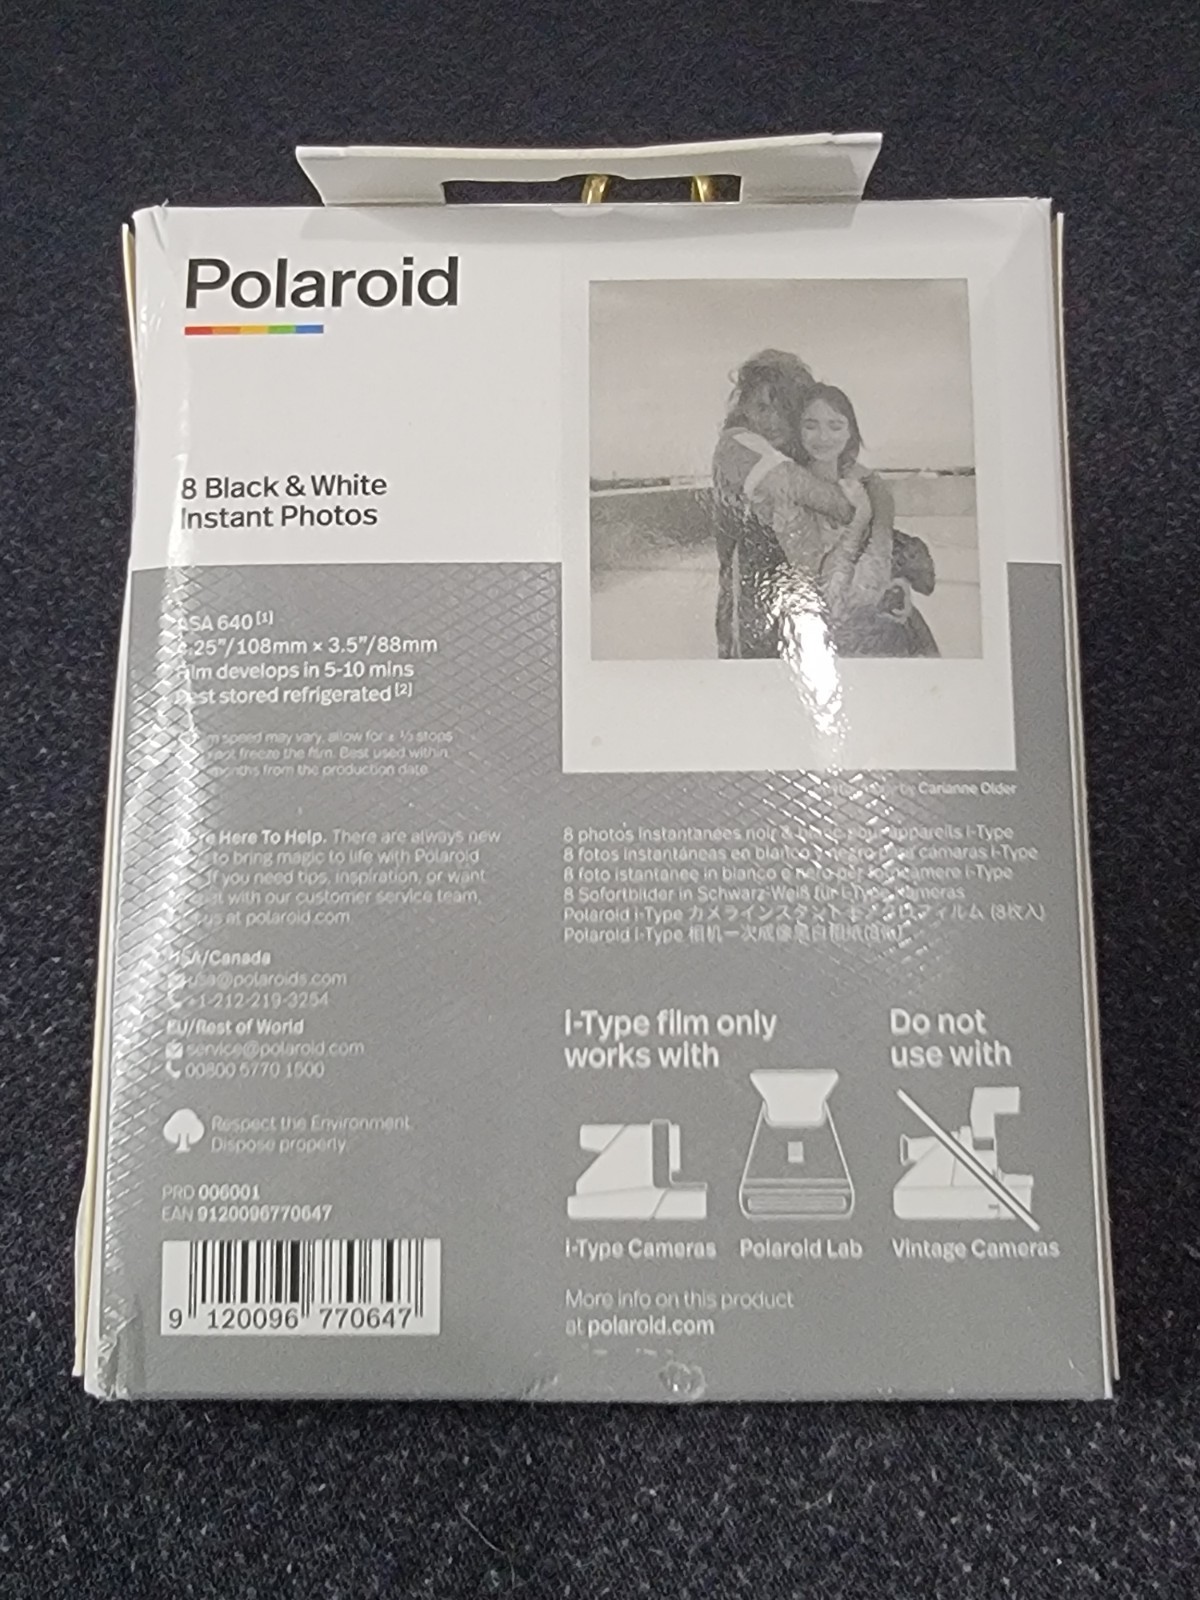 Polaroid
8 Black & White
Instant Photos
ASA 640 [1]
.25"/108mm × 3.5"/88mm
Film develops in 5-10 mins
Best stored refrigerated [2]
speed may vary, allow for ± ⅓ stops
freeze the film. Best used within
months from the production date
by Carianne Older
Here To Help. There are always new
to bring magic to life with Polaroid
If you need tips, inspiration, or want
with our customer service team,
us at polaroid.com
USA/Canada
usa@polaroids.com
+1-212-219-3254
EU/Rest of World
service@polaroid.com
00800 6770 1500
Respect the Environment
Dispose properly.
PRD 006001
EAN 9120096770647
9 120096 770647
8 photos instantanées noir & blanc pour appareils i-Type
8 fotos instantáneas en blanco y negro para cámaras i-Type
8 foto istantanee in bianco e nero per fotocamere i-Type
8 Sofortbilder in Schwarz-Weiß für i-Type Kameras
Polaroid i-Type カメラインスタントモノクロフィルム (8枚入)
Polaroid i-Type 相机一次成像黑白相纸(8张)
i-Type film only
works with
Do not
use with
i-Type Cameras
Polaroid Lab
Vintage Cameras
More info on this product
at polaroid.com